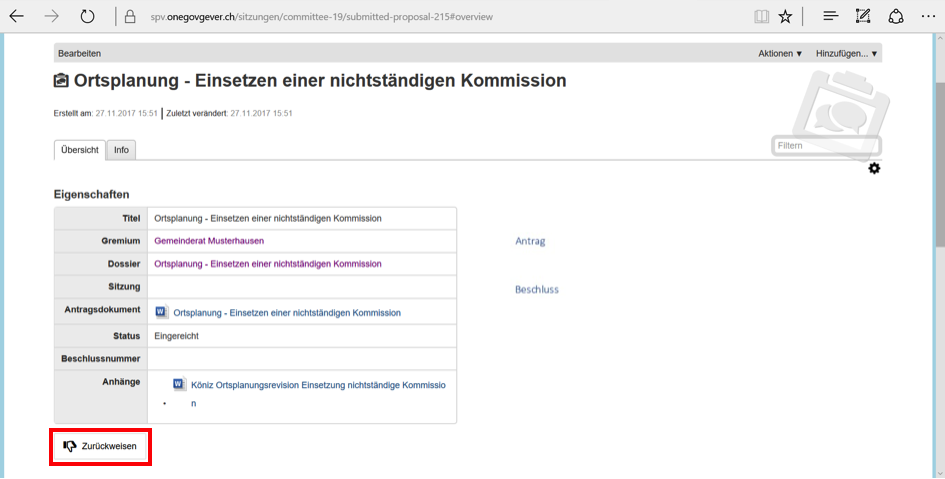 spv.onegovgever.ch/sitzungen/committee-19/submitted-proposal-215#overview
Bearbeiten Aktionen ▼ Hinzufügen... ▼
Ortsplanung - Einsetzen einer nichtständigen Kommission
Erstellt am: 27.11.2017 15:51 | Zuletzt verändert: 27.11.2017 15:51
Filtern
Übersicht Info
Eigenschaften
Titel Ortsplanung - Einsetzen einer nichtständigen Kommission
Gremium Gemeinderat Musterhausen
Dossier Ortsplanung - Einsetzen einer nichtständigen Kommission
Sitzung
Antragsdokument Ortsplanung - Einsetzen einer nichtständigen Kommission
Status Eingereicht
Beschlussnummer
Anhänge Köniz Ortsplanungsrevision Einsetzung nichtständige Kommissio
• n
Antrag
Beschluss
Zurückweisen